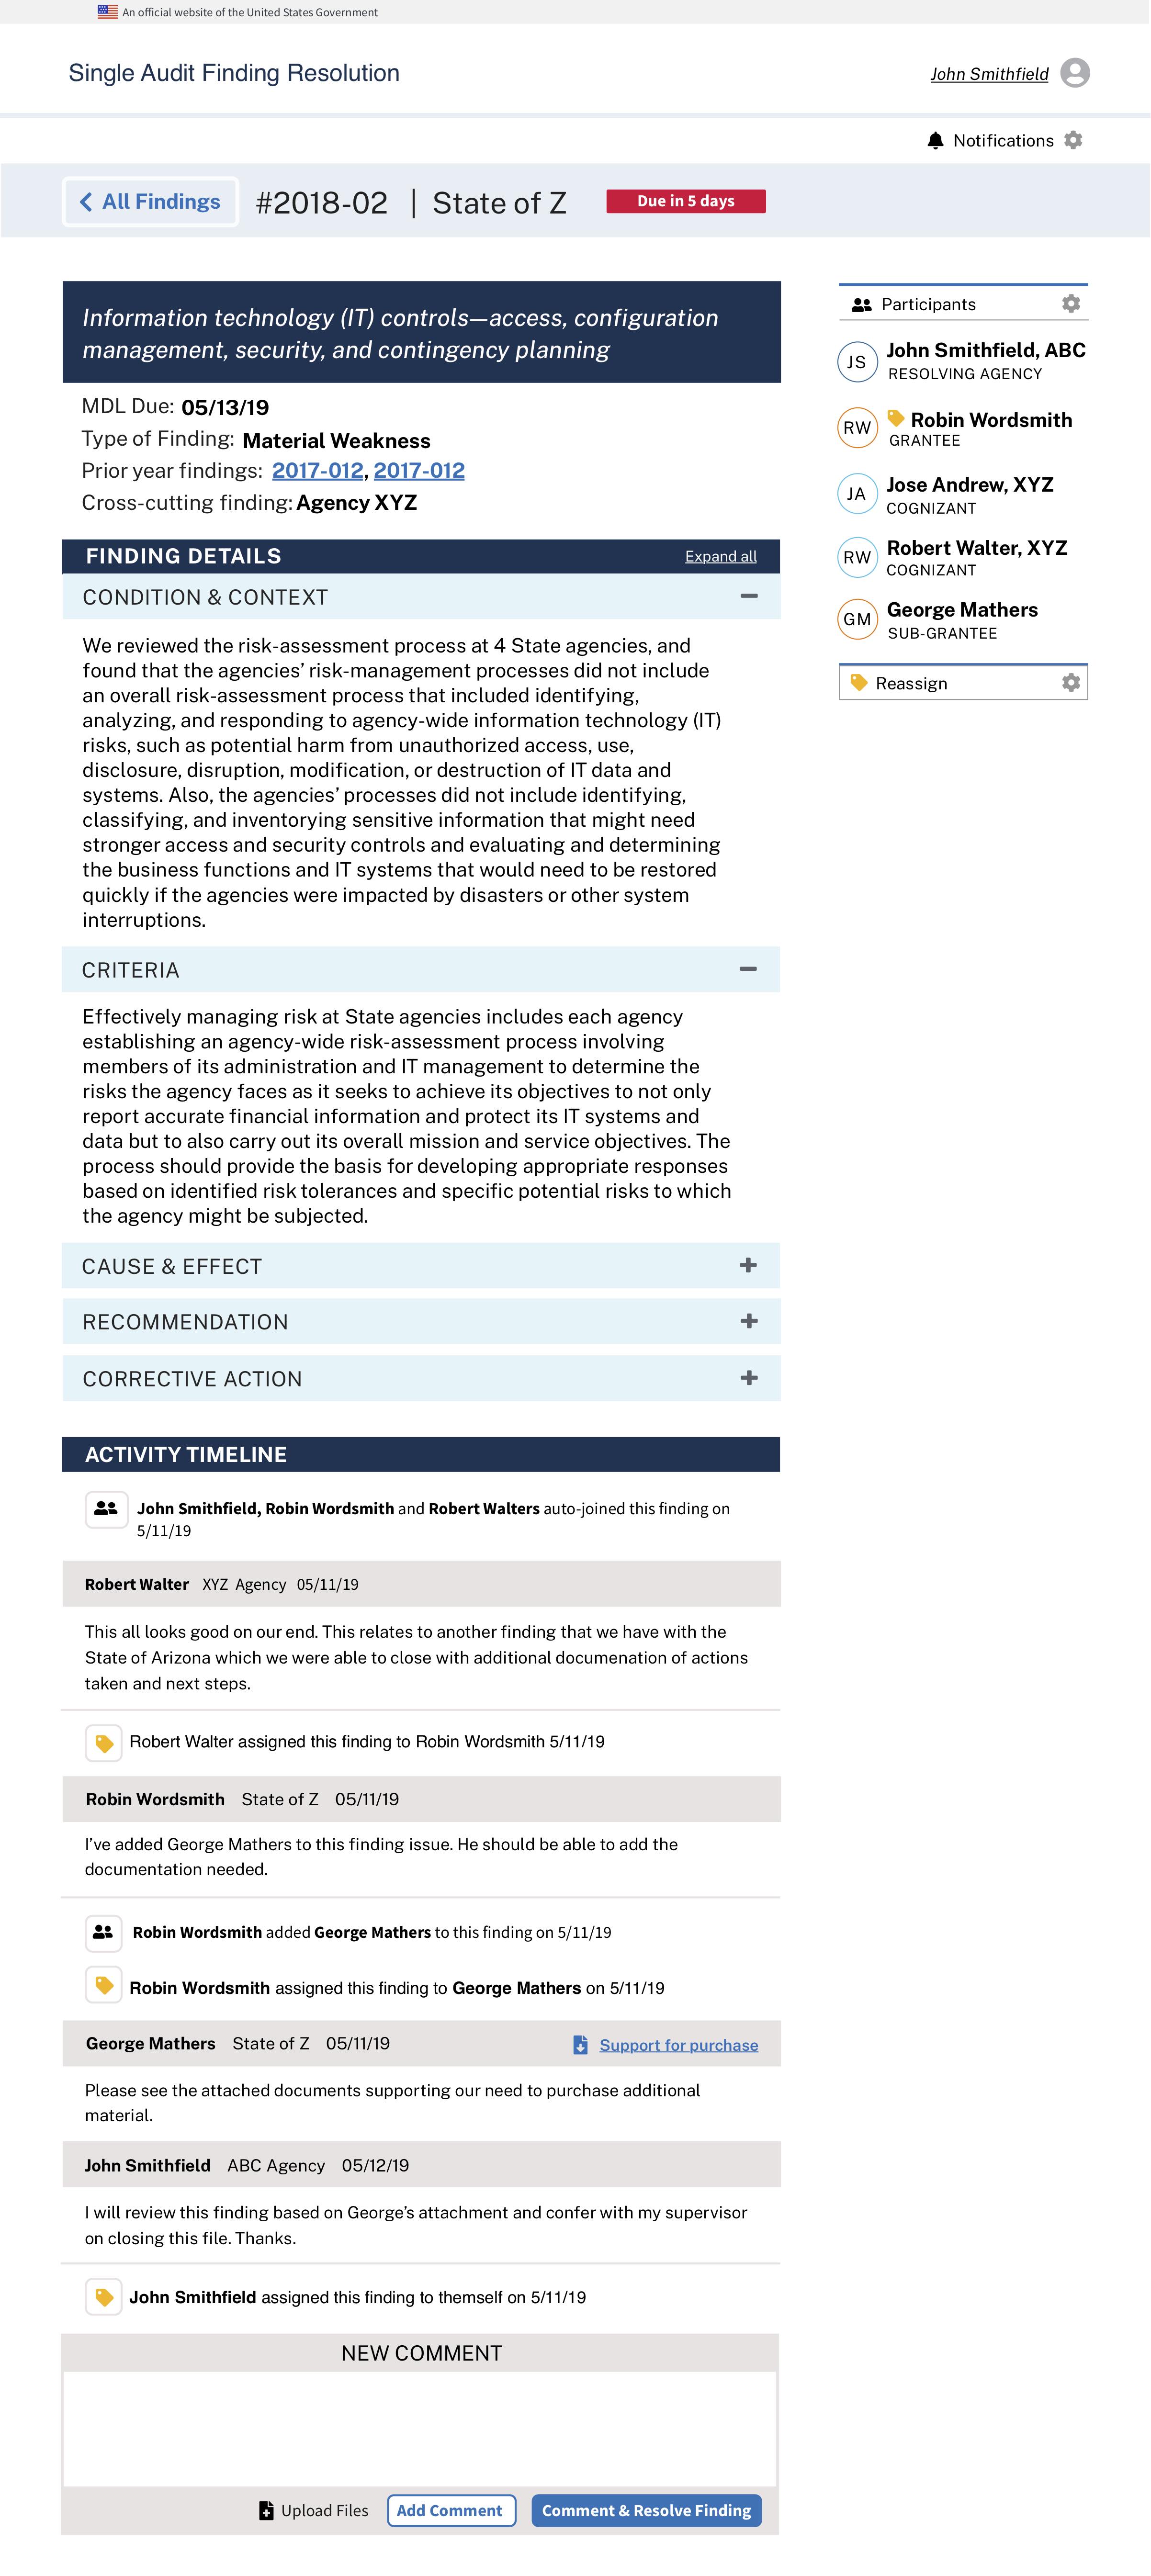 An official website of the United States Government
Single Audit Finding Resolution
John Smithfield
Notifications
All Findings
#2018-02 | State of Z
Due in 5 days
Information technology (IT) controls—access, configuration
management, security, and contingency planning
MDL Due: 05/13/19
Type of Finding: Material Weakness
Prior year findings: 2017-012, 2017-012
Cross-cutting finding: Agency XYZ
FINDING DETAILS
Expand all
CONDITION & CONTEXT
We reviewed the risk-assessment process at 4 State agencies, and
found that the agencies’ risk-management processes did not include
an overall risk-assessment process that included identifying,
analyzing, and responding to agency-wide information technology (IT)
risks, such as potential harm from unauthorized access, use,
disclosure, disruption, modification, or destruction of IT data and
systems. Also, the agencies’ processes did not include identifying,
classifying, and inventorying sensitive information that might need
stronger access and security controls and evaluating and determining
the business functions and IT systems that would need to be restored
quickly if the agencies were impacted by disasters or other system
interruptions.
CRITERIA
Effectively managing risk at State agencies includes each agency
establishing an agency-wide risk-assessment process involving
members of its administration and IT management to determine the
risks the agency faces as it seeks to achieve its objectives to not only
report accurate financial information and protect its IT systems and
data but to also carry out its overall mission and service objectives. The
process should provide the basis for developing appropriate responses
based on identified risk tolerances and specific potential risks to which
the agency might be subjected.
CAUSE & EFFECT
RECOMMENDATION
CORRECTIVE ACTION
ACTIVITY TIMELINE
John Smithfield, Robin Wordsmith and Robert Walters auto-joined this finding on
5/11/19
Robert Walter XYZ Agency 05/11/19
This all looks good on our end. This relates to another finding that we have with the
State of Arizona which we were able to close with additional documenation of actions
taken and next steps.
Robert Walter assigned this finding to Robin Wordsmith 5/11/19
Robin Wordsmith State of Z 05/11/19
I’ve added George Mathers to this finding issue. He should be able to add the
documentation needed.
Robin Wordsmith added George Mathers to this finding on 5/11/19
Robin Wordsmith assigned this finding to George Mathers on 5/11/19
George Mathers State of Z 05/11/19
Support for purchase
Please see the attached documents supporting our need to purchase additional
material.
John Smithfield ABC Agency 05/12/19
I will review this finding based on George’s attachment and confer with my supervisor
on closing this file. Thanks.
John Smithfield assigned this finding to themself on 5/11/19
NEW COMMENT
Upload Files
Add Comment
Comment & Resolve Finding
Participants
JS
John Smithfield, ABC
RESOLVING AGENCY
RW
Robin Wordsmith
GRANTEE
JA
Jose Andrew, XYZ
COGNIZANT
RW
Robert Walter, XYZ
COGNIZANT
GM
George Mathers
SUB-GRANTEE
Reassign